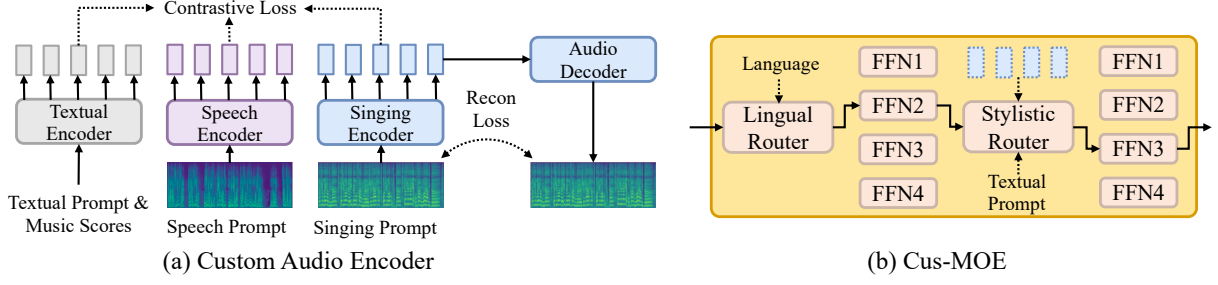 Contrastive Loss
Textual
Encoder
Speech
Encoder
Singing
Encoder
Audio
Decoder
Recon
Loss
Textual Prompt &
Music Scores
Speech Prompt
Singing Prompt
(a) Custom Audio Encoder
Language
Lingual
Router
FFN1
FFN2
FFN3
FFN4
Stylistic
Router
Textual
Prompt
FFN1
FFN2
FFN3
FFN4
(b) Cus-MOE